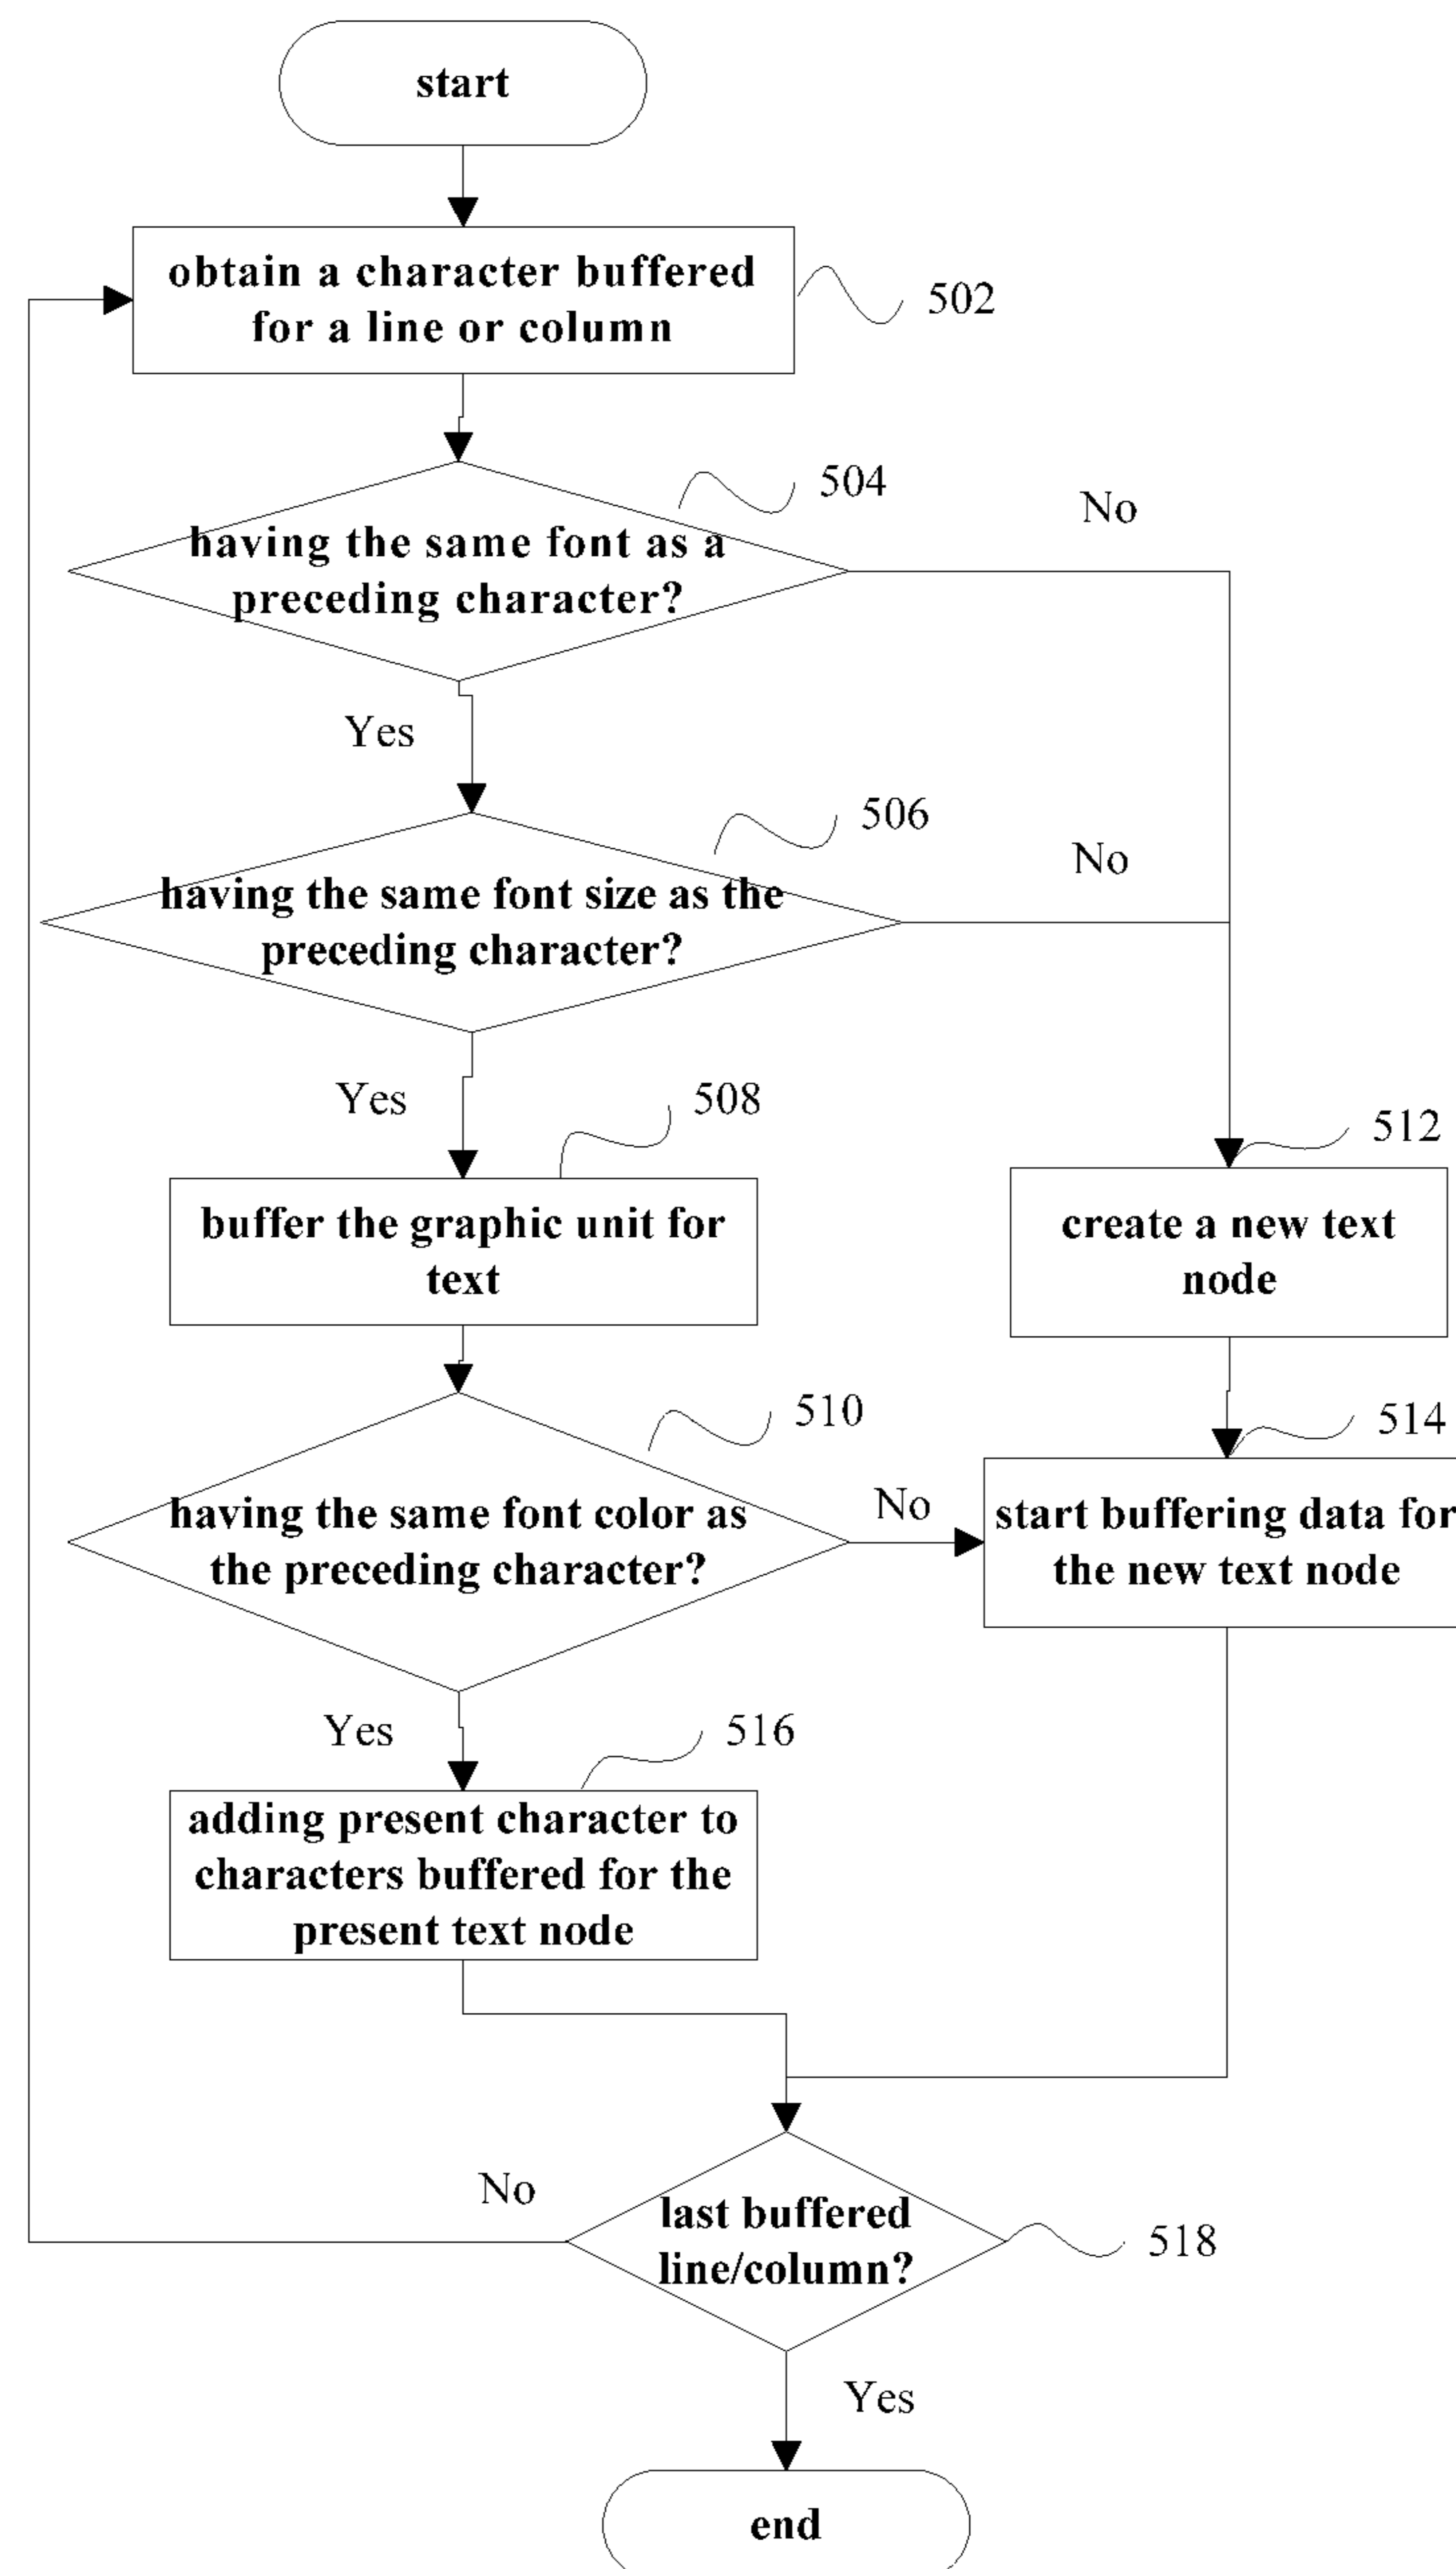 start
obtain a character buffered
for a line or column
502
504
No
having the same font as a
preceding character?
Yes
506
No
having the same font size as the
preceding character?
Yes
508
512
buffer the graphic unit for
text
create a new text
node
510
514
having the same font color as
the preceding character?
No
start buffering data for
the new text node
Yes
516
adding present character to
characters buffered for the
present text node
No
last buffered
line/column?
518
Yes
end